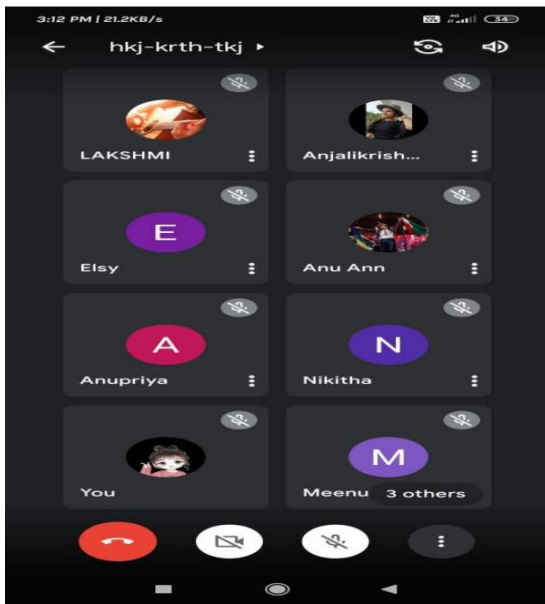 3:12 PM | 21.2KB/s 4G 34
hkj-krth-tkj
LAKSHMI Anjalikrish...
E
Elsy Anu Ann
A N
Anupriya Nikitha
M
You Meenu 3 others